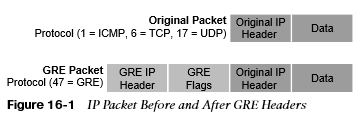 Original Packet
Protocol (1 = ICMP, 6 = TCP, 17 = UDP)
Original IP
Header
Data
GRE Packet
Protocol (47 = GRE)
GRE IP
Header
GRE
Flags
Original IP
Header
Data
Figure 16-1 IP Packet Before and After GRE Headers